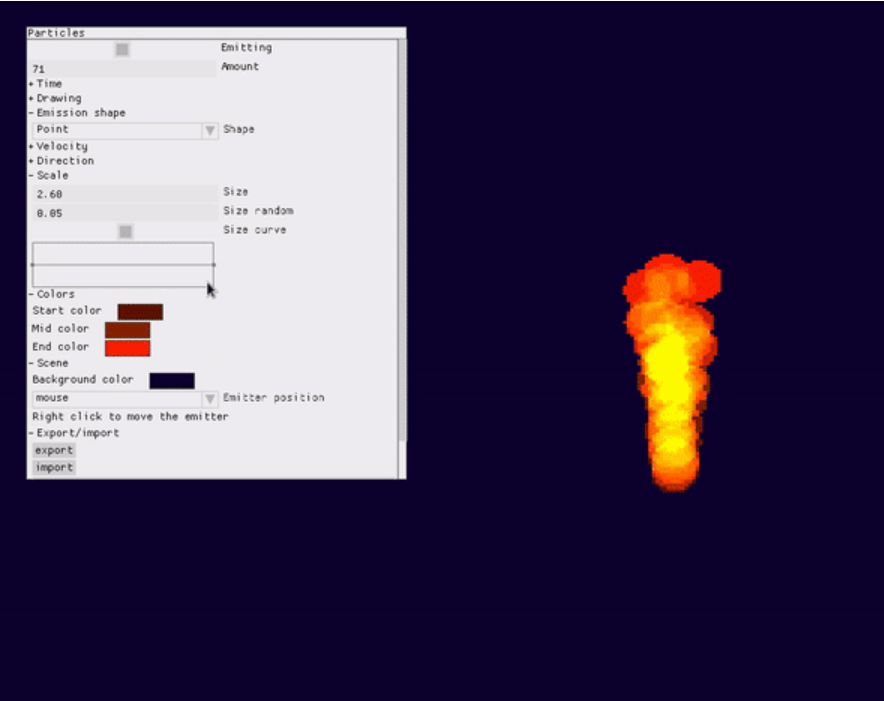 Particles
Emitting
71 Amount
+ Time
+ Drawing
- Emission shape
Point Shape
+ Velocity
+ Direction
- Scale
2.60 Size
0.05 Size random
Size curve
- Colors
Start color
Mid color
End color
- Scene
Background color
mouse Emitter position
Right click to move the emitter
- Export/import
export
import